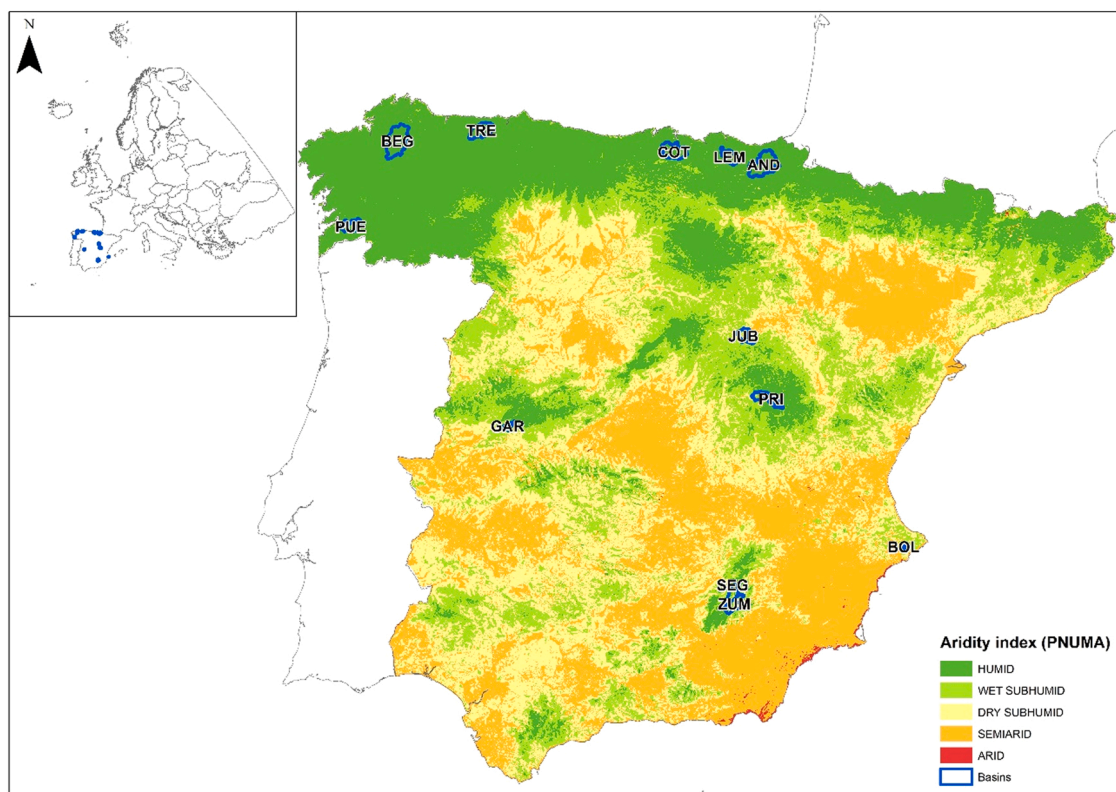 N
BEG
TRE
COT
LEM
AND
PUE
JUB
PRI
GAR
BOL
SEG
ZUM
Aridity index (PNUMA)
HUMID
WET SUBHUMID
DRY SUBHUMID
SEMIARID
ARID
Basins